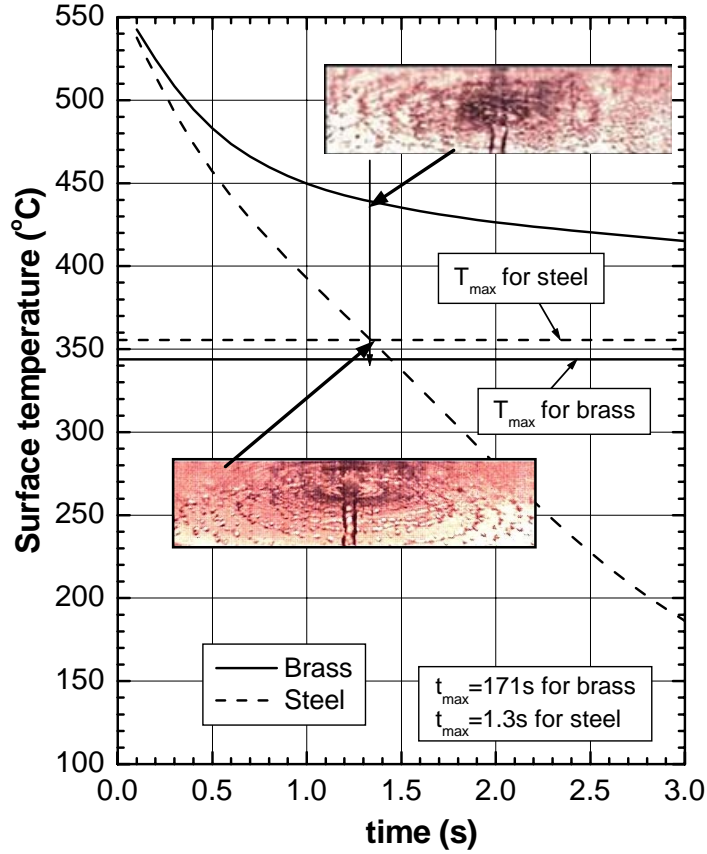 550
500
450
400
350
300
250
200
150
100
Surface temperature (°C)
T_max for steel
T_max for brass
Brass
Steel
t_max=171s for brass
t_max=1.3s for steel
0.0 0.5 1.0 1.5 2.0 2.5 3.0
time (s)